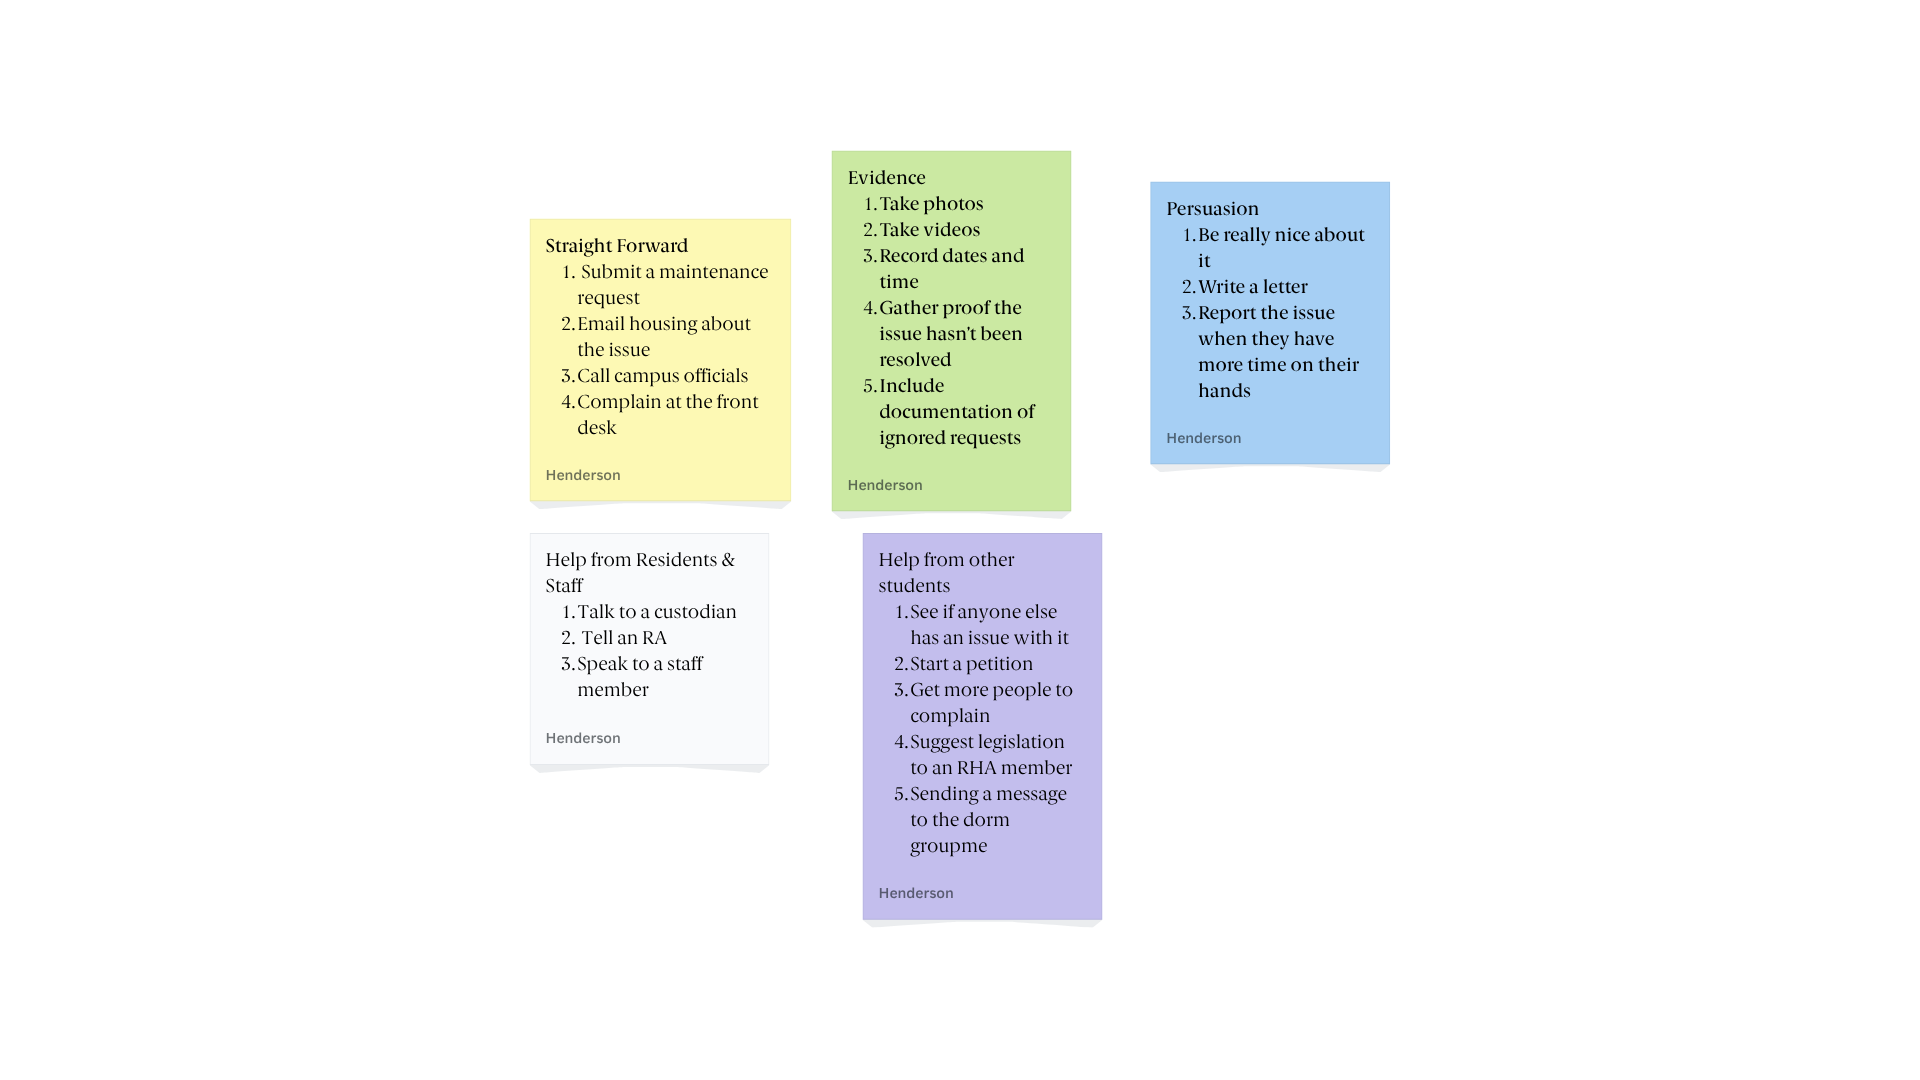 Straight Forward
1. Submit a maintenance
request
2. Email housing about
the issue
3. Call campus officials
4. Complain at the front
desk
Henderson
Evidence
1. Take photos
2. Take videos
3. Record dates and
time
4. Gather proof the
issue hasn't been
resolved
5. Include
documentation of
ignored requests
Henderson
Persuasion
1. Be really nice about
it
2. Write a letter
3. Report the issue
when they have
more time on their
hands
Henderson
Help from Residents &
Staff
1. Talk to a custodian
2. Tell an RA
3. Speak to a staff
member
Henderson
Help from other
students
1. See if anyone else
has an issue with it
2. Start a petition
3. Get more people to
complain
4. Suggest legislation
to an RHA member
5. Sending a message
to the dorm
groupme
Henderson